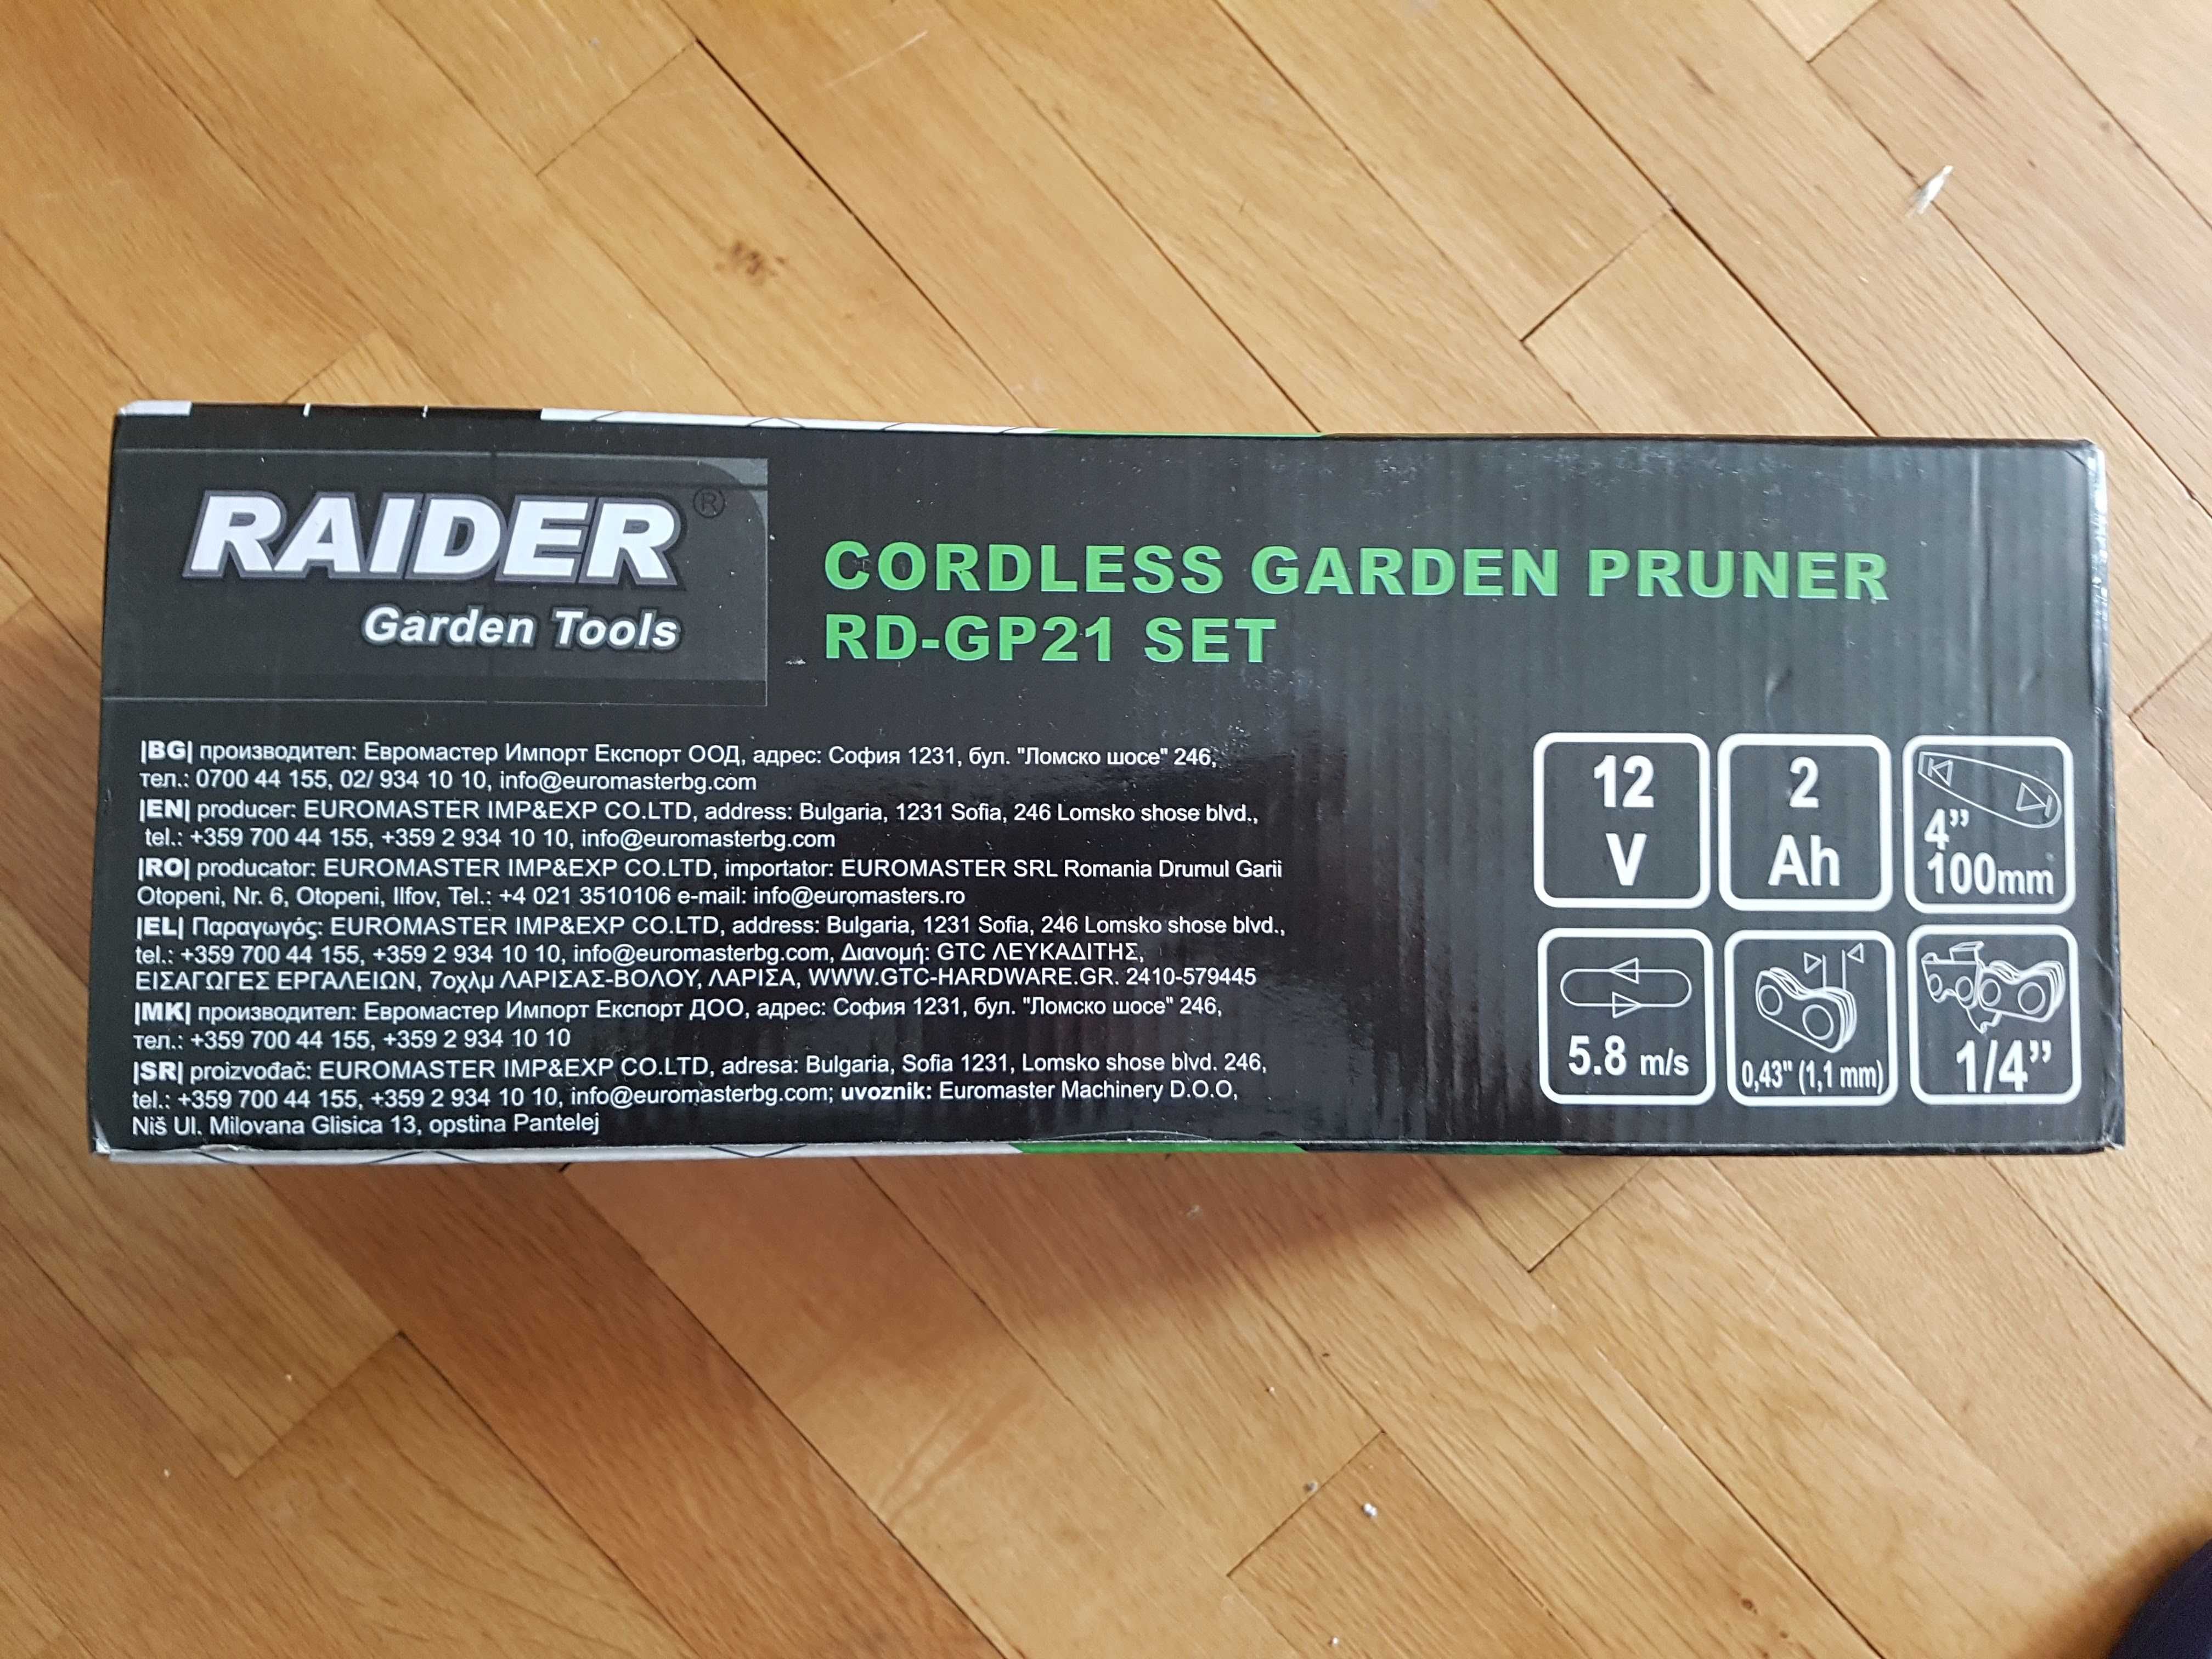 RAIDER ®
Garden Tools
CORDLESS GARDEN PRUNER
RD-GP21 SET
|BG| производител: Евромастер Импорт Експорт ООД, адрес: София 1231, бул. "Ломско шосе" 246,
тел.: 0700 44 155, 02/ 934 10 10, info@euromasterbg.com
|EN| producer: EUROMASTER IMP&EXP CO.LTD, address: Bulgaria, 1231 Sofia, 246 Lomsko shose blvd.,
tel.: +359 700 44 155, +359 2 934 10 10, info@euromasterbg.com
|RO| producator: EUROMASTER IMP&EXP CO.LTD, importator: EUROMASTER SRL Romania Drumul Garii
Otopeni, Nr. 6, Otopeni, Ilfov, Tel.: +4 021 3510106 e-mail: info@euromasters.ro
|EL| Παραγωγός: EUROMASTER IMP&EXP CO.LTD, address: Bulgaria, 1231 Sofia, 246 Lomsko shose blvd.,
tel.: +359 700 44 155, +359 2 934 10 10, info@euromasterbg.com, Διανομή: GTC ΛΕΥΚΑΔΙΤΗΣ,
ΕΙΣΑΓΩΓΕΣ ΕΡΓΑΛΕΙΩΝ, 7οχλμ ΛΑΡΙΣΑΣ-ΒΟΛΟΥ, ΛΑΡΙΣΑ, WWW.GTC-HARDWARE.GR. 2410-579445
|MK| производител: Евромастер Импорт Експорт ДОО, адрес: София 1231, бул. "Ломско шосе" 246,
тел.: +359 700 44 155, +359 2 934 10 10
|SR| proizvođač: EUROMASTER IMP&EXP CO.LTD, adresa: Bulgaria, Sofia 1231, Lomsko shose blvd. 246,
tel.: +359 700 44 155, +359 2 934 10 10, info@euromasterbg.com; uvoznik: Euromaster Machinery D.O.O,
Niš Ul. Milovana Glisica 13, opstina Pantelej
12
V
2
Ah
4”
100mm
5.8 m/s
0,43" (1,1 mm)
1/4”